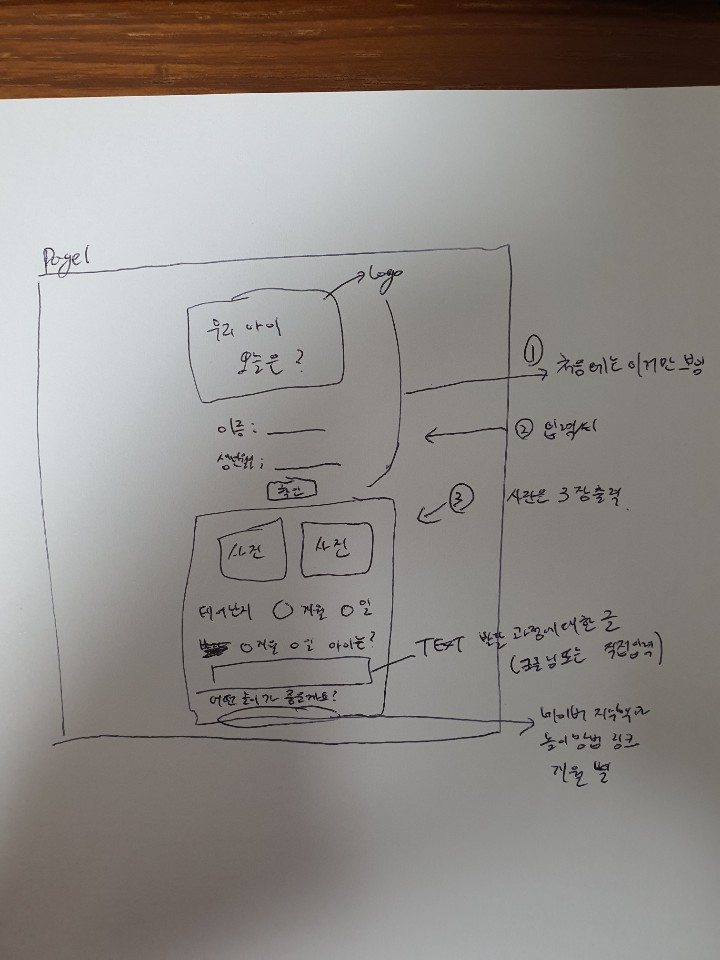 Page1
logo
우리 아이
오늘은?
① 처음에는 이거만 보임
이름:
② 입력시
생년월일;
확인
③ 사진은 3장 출력.
사진 사진
태어난지 ○개월 ○일
○개월 ○일 아이는?
TEXT 발달 과정에 대한 글
(크롤링 또는 직접입력)
어떤 놀이가 좋을까요?
네이버 지식백과
놀이 방법 링크
개월 별